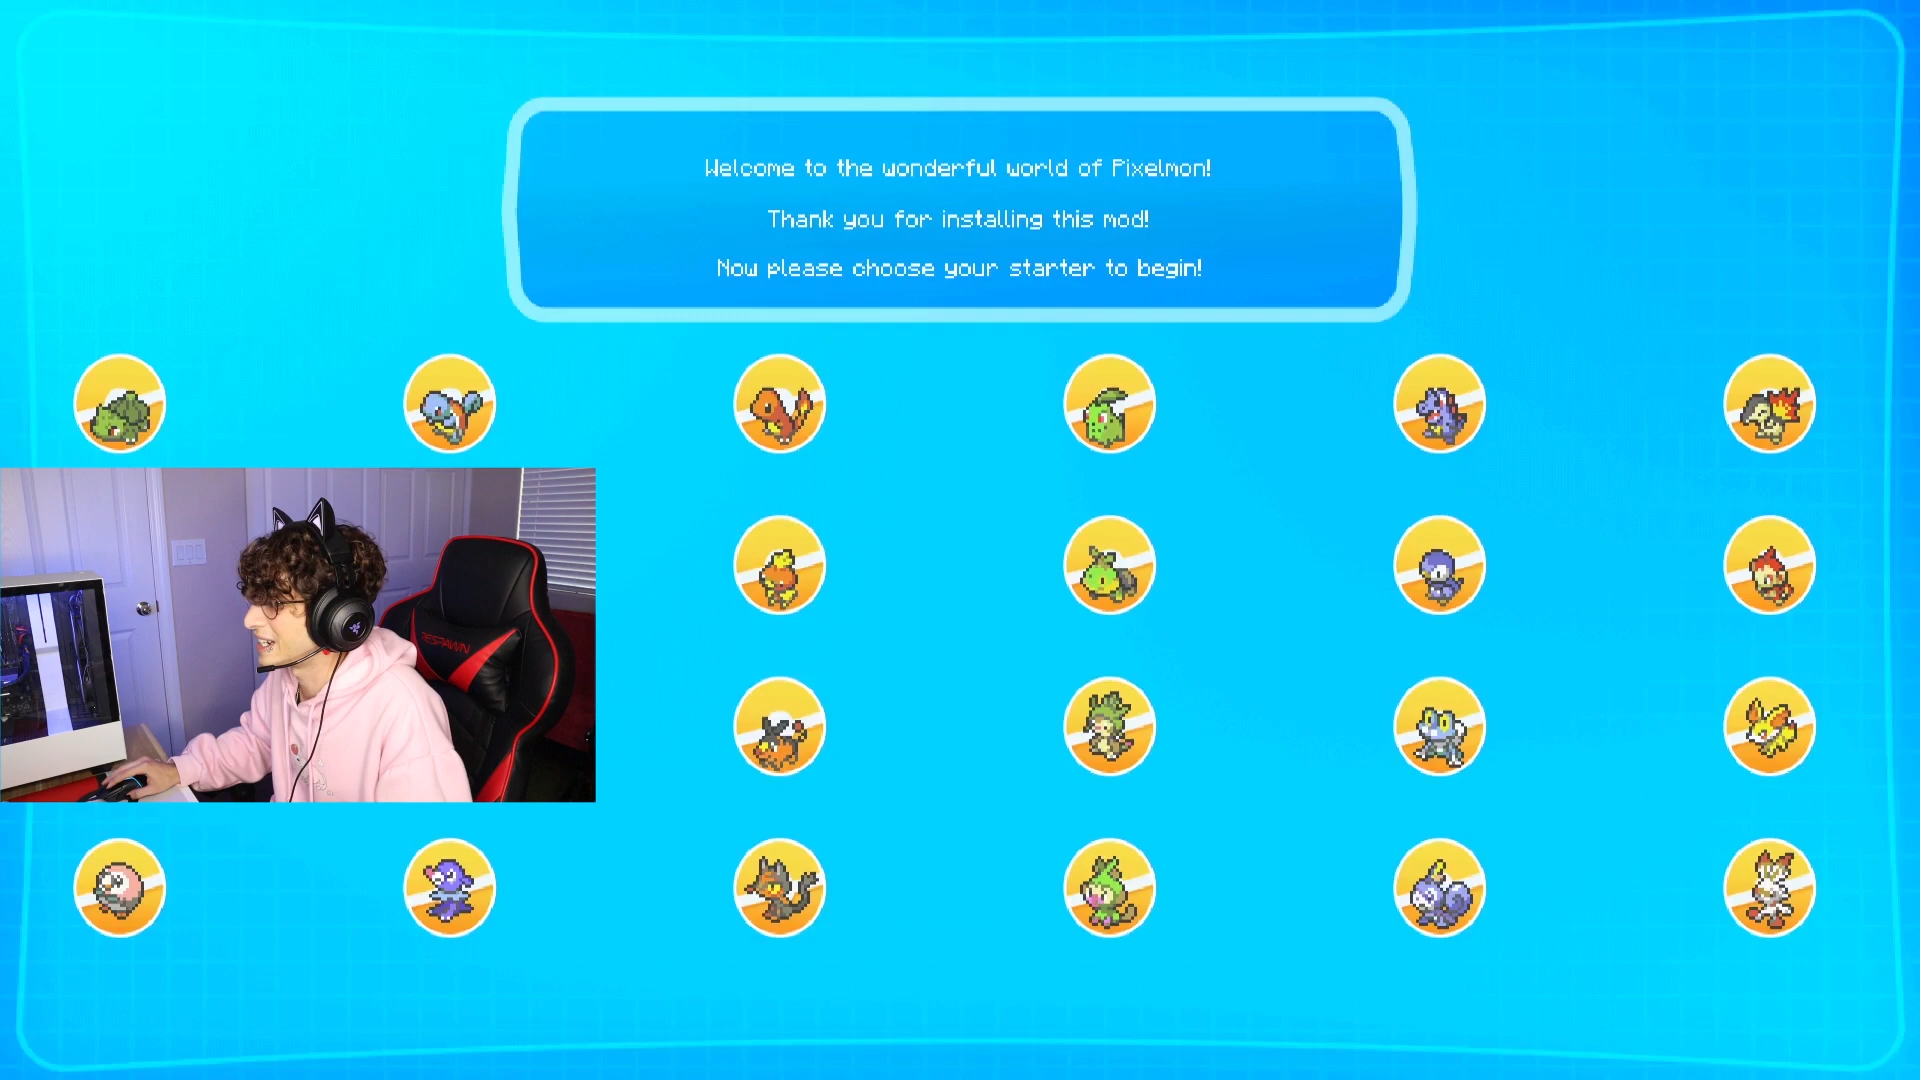 Welcome to the wonderful world of Pixelmon!
Thank you for installing this mod!
Now please choose your starter to begin!
RESPAWN